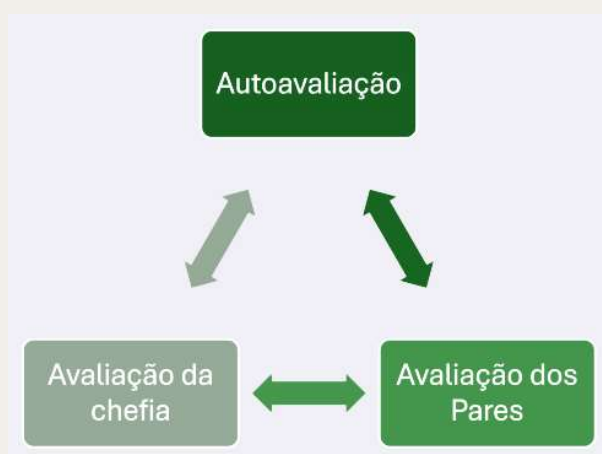 Autoavaliação
Avaliação da
chefia
Avaliação dos
Pares